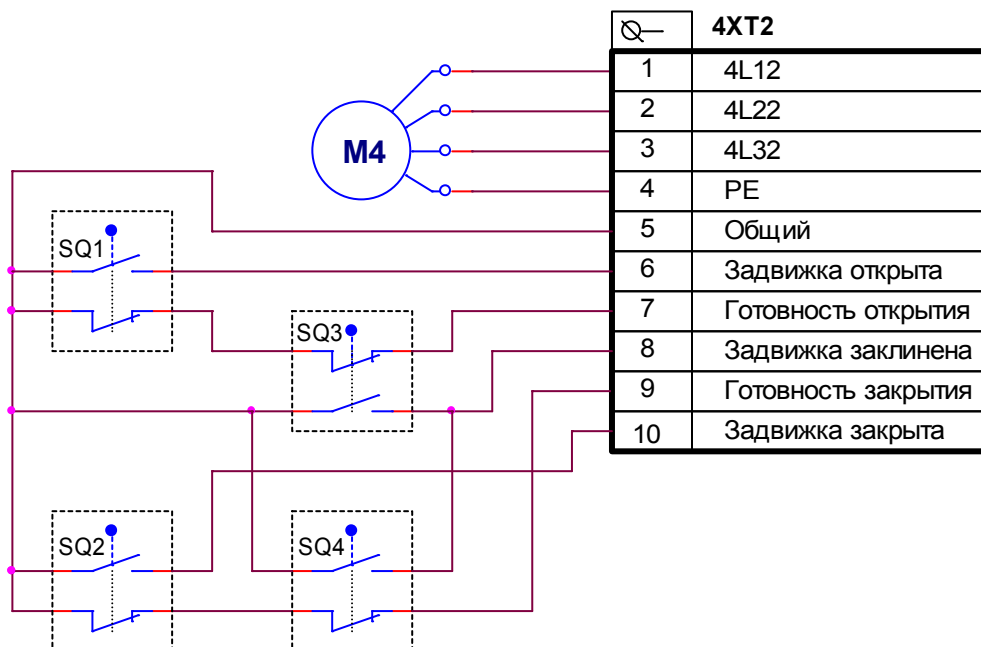 4XT2
1 4L12
2 4L22
3 4L32
4 PE
5 Общий
6 Задвижка открыта
7 Готовность открытия
8 Задвижка заклинена
9 Готовность закрытия
10 Задвижка закрыта
M4
SQ1
SQ3
SQ2
SQ4